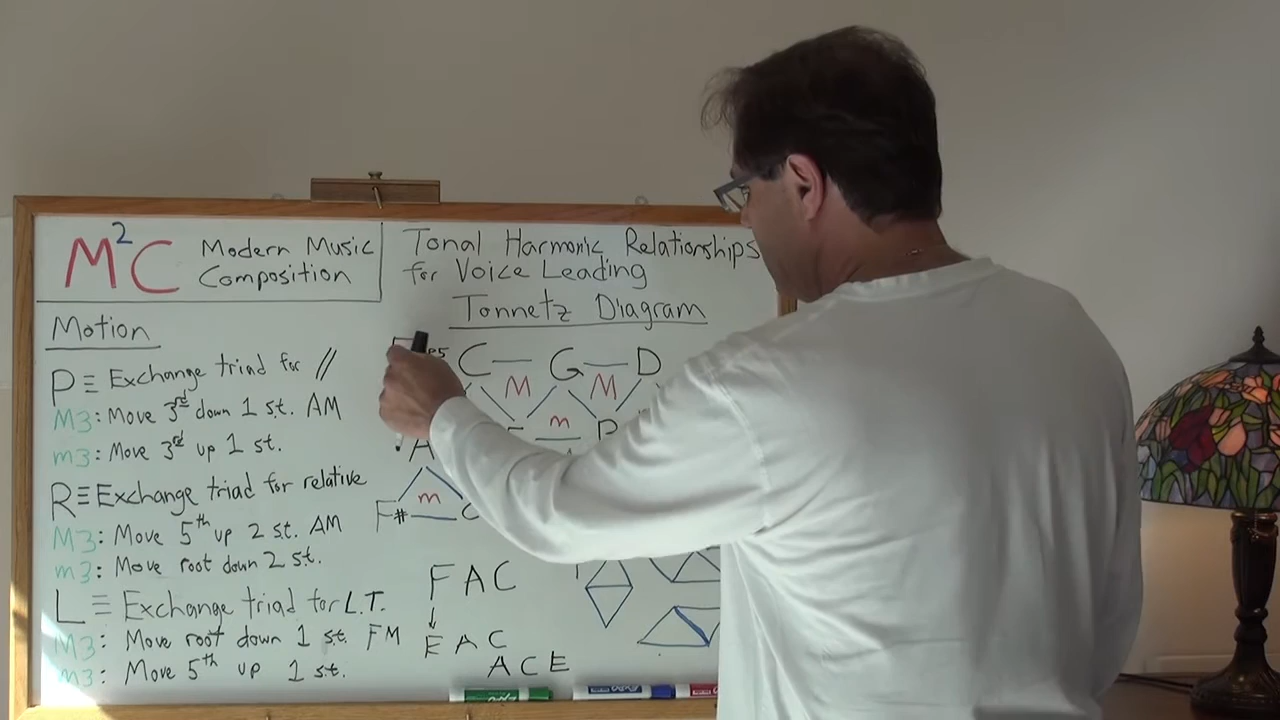 M²C Modern Music
Composition
Tonal Harmonic Relationships
for Voice Leading
Tonnetz Diagram
Motion
P ≡ Exchange triad for //
M3: Move 3rd down 1 st. AM
m3: Move 3rd up 1 st.
R ≡ Exchange triad for relative
M3: Move 5th up 2 st. AM
m3: Move root down 2 st.
L ≡ Exchange triad for L.T.
M3: Move root down 1 st. FM
m3: Move 5th up 1 st.
C G D
M M
m
A
m
F#
F A C
↓
E A C
A C E